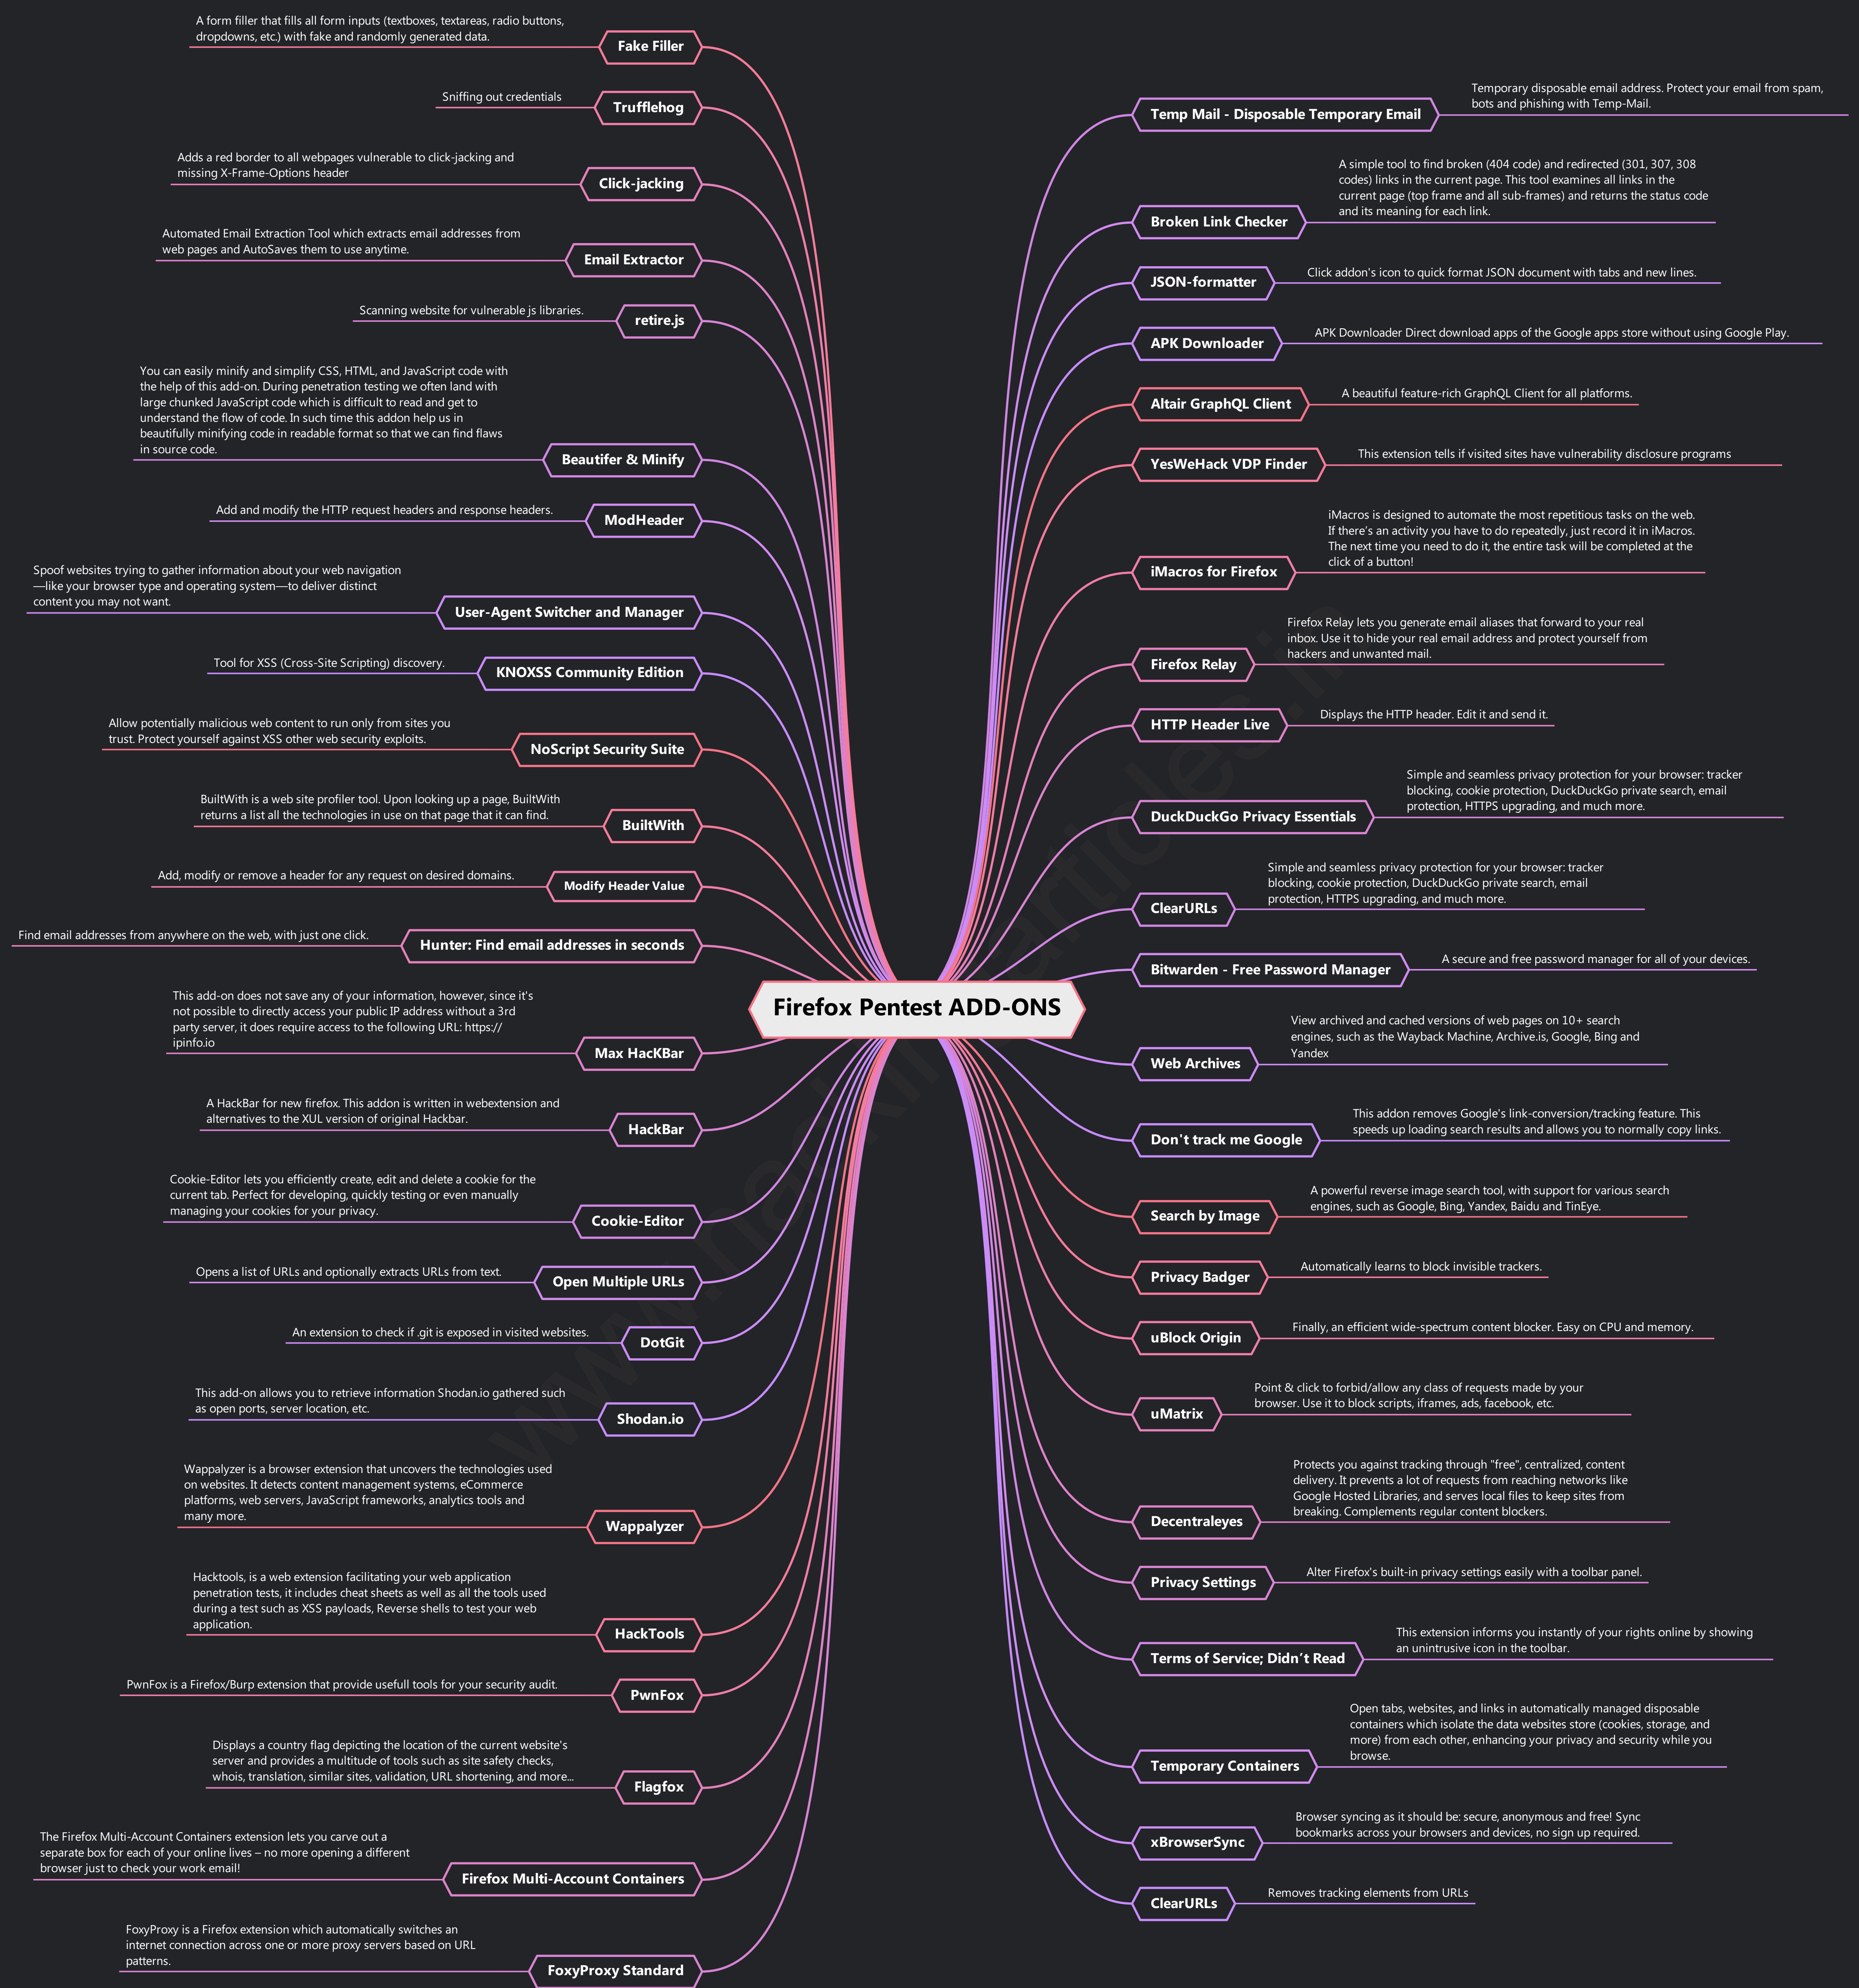 Firefox Pentest ADD-ONS
A form filler that fills all form inputs (textboxes, textareas, radio buttons,
dropdowns, etc.) with fake and randomly generated data.
Fake Filler
Sniffing out credentials
Trufflehog
Adds a red border to all webpages vulnerable to click-jacking and
missing X-Frame-Options header
Click-jacking
Automated Email Extraction Tool which extracts email addresses from
web pages and AutoSaves them to use anytime.
Email Extractor
Scanning website for vulnerable js libraries.
retire.js
You can easily minify and simplify CSS, HTML, and JavaScript code with
the help of this add-on. During penetration testing we often land with
large chunked JavaScript code which is difficult to read and get to
understand the flow of code. In such time this addon help us in
beautifully minifying code in readable format so that we can find flaws
in source code.
Beautifer & Minify
Add and modify the HTTP request headers and response headers.
ModHeader
Spoof websites trying to gather information about your web navigation
—like your browser type and operating system—to deliver distinct
content you may not want.
User-Agent Switcher and Manager
Tool for XSS (Cross-Site Scripting) discovery.
KNOXSS Community Edition
Allow potentially malicious web content to run only from sites you
trust. Protect yourself against XSS other web security exploits.
NoScript Security Suite
BuiltWith is a web site profiler tool. Upon looking up a page, BuiltWith
returns a list all the technologies in use on that page that it can find.
BuiltWith
Add, modify or remove a header for any request on desired domains.
Modify Header Value
Find email addresses from anywhere on the web, with just one click.
Hunter: Find email addresses in seconds
This add-on does not save any of your information, however, since it's
not possible to directly access your public IP address without a 3rd
party server, it does require access to the following URL: https://
ipinfo.io
Max HacKBar
A HackBar for new firefox. This addon is written in webextension and
alternatives to the XUL version of original Hackbar.
HackBar
Cookie-Editor lets you efficiently create, edit and delete a cookie for the
current tab. Perfect for developing, quickly testing or even manually
managing your cookies for your privacy.
Cookie-Editor
Opens a list of URLs and optionally extracts URLs from text.
Open Multiple URLs
An extension to check if .git is exposed in visited websites.
DotGit
This add-on allows you to retrieve information Shodan.io gathered such
as open ports, server location, etc.
Shodan.io
Wappalyzer is a browser extension that uncovers the technologies used
on websites. It detects content management systems, eCommerce
platforms, web servers, JavaScript frameworks, analytics tools and
many more.
Wappalyzer
Hacktools, is a web extension facilitating your web application
penetration tests, it includes cheat sheets as well as all the tools used
during a test such as XSS payloads, Reverse shells to test your web
application.
HackTools
PwnFox is a Firefox/Burp extension that provide usefull tools for your security audit.
PwnFox
Displays a country flag depicting the location of the current website's
server and provides a multitude of tools such as site safety checks,
whois, translation, similar sites, validation, URL shortening, and more...
Flagfox
The Firefox Multi-Account Containers extension lets you carve out a
separate box for each of your online lives – no more opening a different
browser just to check your work email!
Firefox Multi-Account Containers
FoxyProxy is a Firefox extension which automatically switches an
internet connection across one or more proxy servers based on URL
patterns.
FoxyProxy Standard
Temp Mail - Disposable Temporary Email
Temporary disposable email address. Protect your email from spam,
bots and phishing with Temp-Mail.
Broken Link Checker
A simple tool to find broken (404 code) and redirected (301, 307, 308
codes) links in the current page. This tool examines all links in the
current page (top frame and all sub-frames) and returns the status code
and its meaning for each link.
JSON-formatter
Click addon's icon to quick format JSON document with tabs and new lines.
APK Downloader
APK Downloader Direct download apps of the Google apps store without using Google Play.
Altair GraphQL Client
A beautiful feature-rich GraphQL Client for all platforms.
YesWeHack VDP Finder
This extension tells if visited sites have vulnerability disclosure programs
iMacros for Firefox
iMacros is designed to automate the most repetitious tasks on the web.
If there's an activity you have to do repeatedly, just record it in iMacros.
The next time you need to do it, the entire task will be completed at the
click of a button!
Firefox Relay
Firefox Relay lets you generate email aliases that forward to your real
inbox. Use it to hide your real email address and protect yourself from
hackers and unwanted mail.
HTTP Header Live
Displays the HTTP header. Edit it and send it.
DuckDuckGo Privacy Essentials
Simple and seamless privacy protection for your browser: tracker
blocking, cookie protection, DuckDuckGo private search, email
protection, HTTPS upgrading, and much more.
ClearURLs
Simple and seamless privacy protection for your browser: tracker
blocking, cookie protection, DuckDuckGo private search, email
protection, HTTPS upgrading, and much more.
Bitwarden - Free Password Manager
A secure and free password manager for all of your devices.
Web Archives
View archived and cached versions of web pages on 10+ search
engines, such as the Wayback Machine, Archive.is, Google, Bing and
Yandex
Don't track me Google
This addon removes Google's link-conversion/tracking feature. This
speeds up loading search results and allows you to normally copy links.
Search by Image
A powerful reverse image search tool, with support for various search
engines, such as Google, Bing, Yandex, Baidu and TinEye.
Privacy Badger
Automatically learns to block invisible trackers.
uBlock Origin
Finally, an efficient wide-spectrum content blocker. Easy on CPU and memory.
uMatrix
Point & click to forbid/allow any class of requests made by your
browser. Use it to block scripts, iframes, ads, facebook, etc.
Decentraleyes
Protects you against tracking through "free", centralized, content
delivery. It prevents a lot of requests from reaching networks like
Google Hosted Libraries, and serves local files to keep sites from
breaking. Complements regular content blockers.
Privacy Settings
Alter Firefox's built-in privacy settings easily with a toolbar panel.
Terms of Service; Didn’t Read
This extension informs you instantly of your rights online by showing
an unintrusive icon in the toolbar.
Temporary Containers
Open tabs, websites, and links in automatically managed disposable
containers which isolate the data websites store (cookies, storage, and
more) from each other, enhancing your privacy and security while you
browse.
xBrowserSync
Browser syncing as it should be: secure, anonymous and free! Sync
bookmarks across your browsers and devices, no sign up required.
ClearURLs
Removes tracking elements from URLs